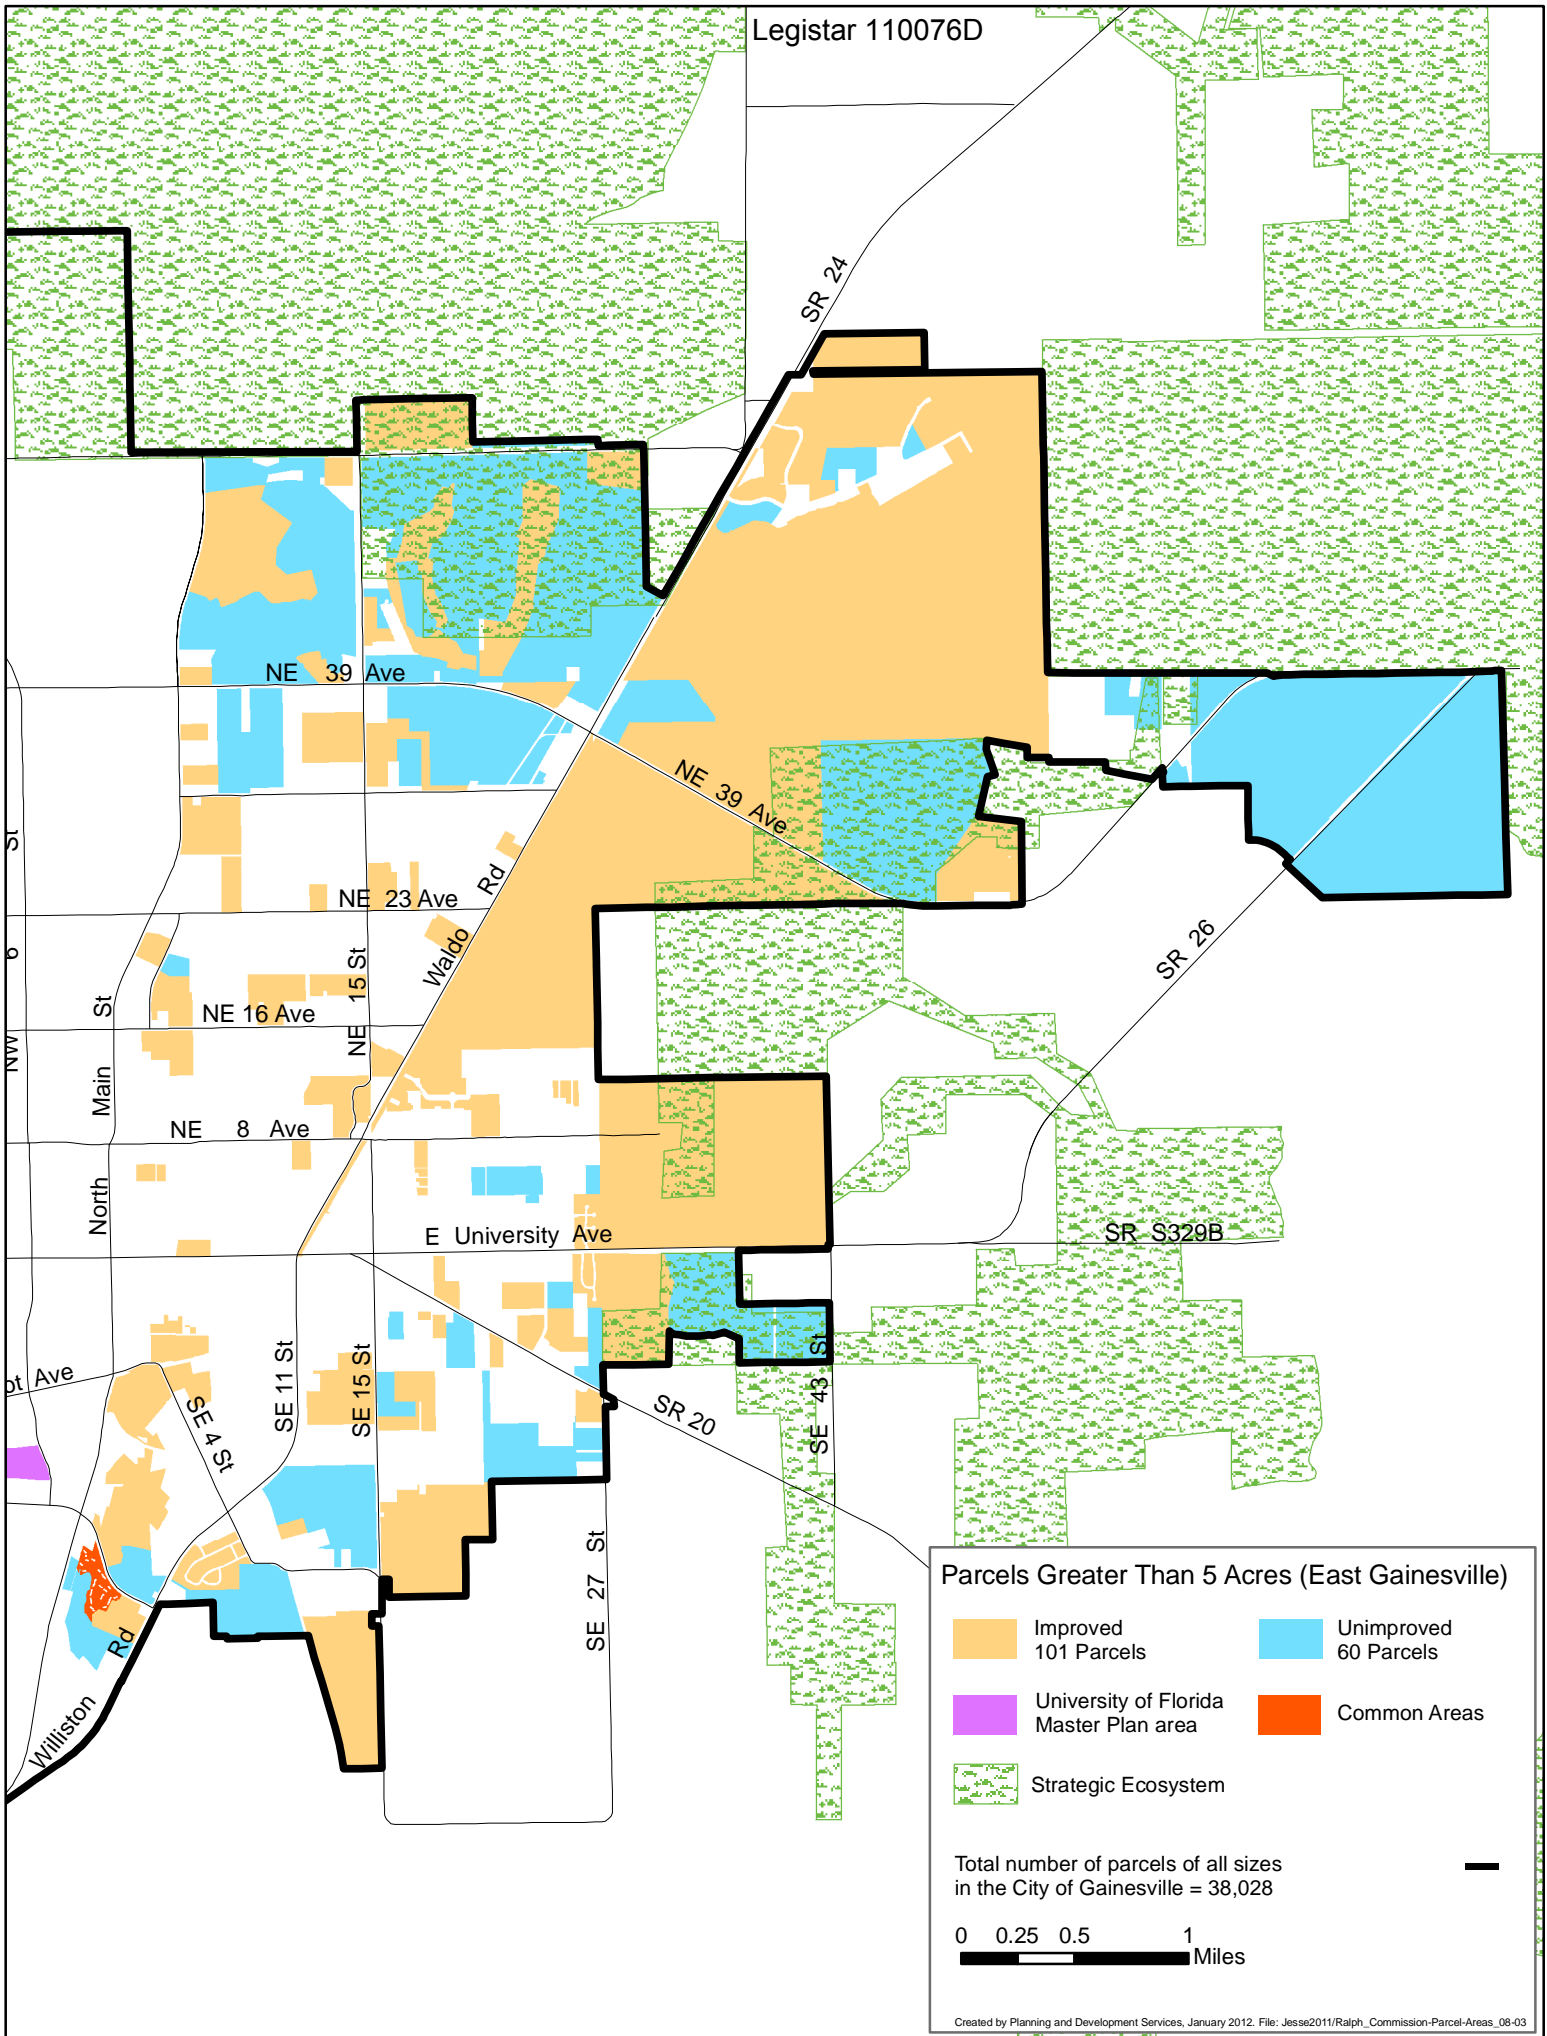 Legistar 110076D
SR 24
NE 39 Ave
NE 39 Ave
St
6
NW
NE 23 Ave
Rd
Waldo
NE 15 St
SR 26
St
Main
North
NE 16 Ave
NE 8 Ave
E University Ave
SR S329B
ot Ave
SE 4 St
SE 11 St
SE 15 St
SR 20
SE 43 St
SE 27 St
Williston Rd
Parcels Greater Than 5 Acres (East Gainesville)
Improved
101 Parcels
Unimproved
60 Parcels
University of Florida
Master Plan area
Common Areas
Strategic Ecosystem
Total number of parcels of all sizes
in the City of Gainesville = 38,028
0 0.25 0.5 1
Miles
Created by Planning and Development Services, January 2012. File: Jesse2011/Ralph_Commission-Parcel-Areas_08-03